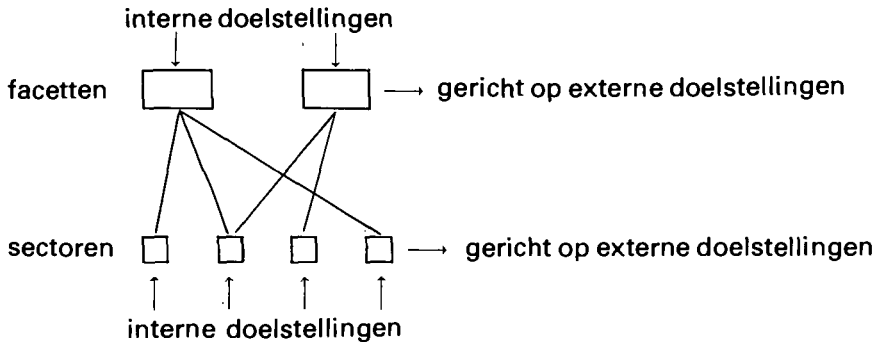 interne doelstellingen
facetten
gericht op externe doelstellingen
sectoren
gericht op externe doelstellingen
interne doelstellingen